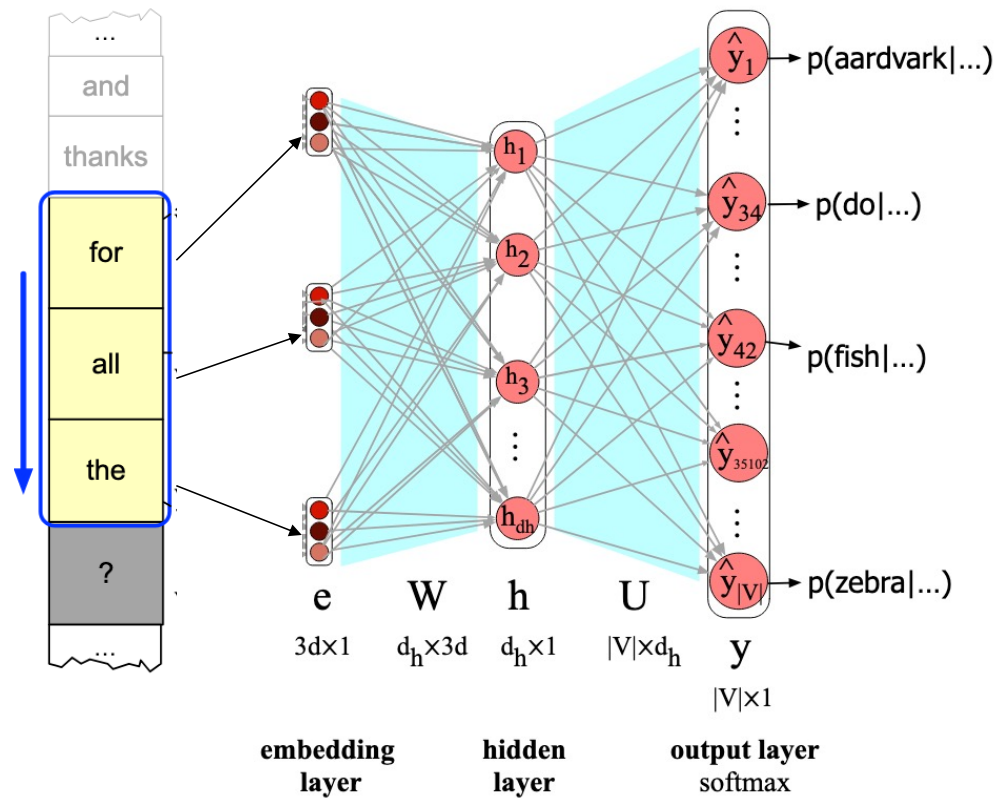 ...
and
thanks
for
all
the
?
...
h1
h2
h3
⋮
hdh
ŷ1
⋮
ŷ34
⋮
ŷ42
⋮
ŷ35102
⋮
ŷ|V|
p(aardvark|...)
p(do|...)
p(fish|...)
p(zebra|...)
e W h U y
3d×1 dh×3d dh×1 |V|×dh |V|×1
embedding
layer
hidden
layer
output layer
softmax